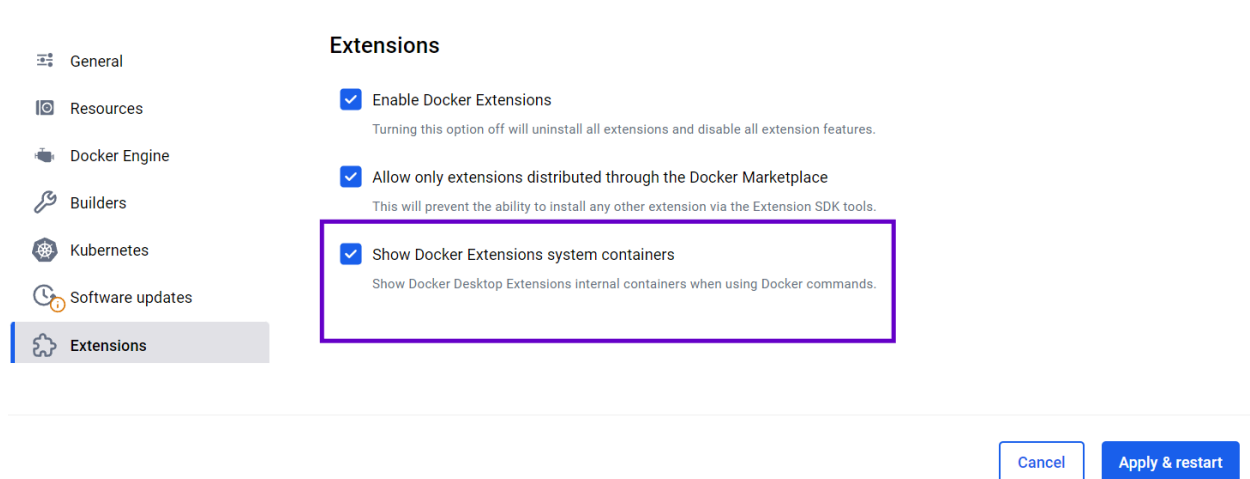 General
Resources
Docker Engine
Builders
Kubernetes
Software updates
Extensions
Extensions
Enable Docker Extensions
Turning this option off will uninstall all extensions and disable all extension features.
Allow only extensions distributed through the Docker Marketplace
This will prevent the ability to install any other extension via the Extension SDK tools.
Show Docker Extensions system containers
Show Docker Desktop Extensions internal containers when using Docker commands.
Cancel
Apply & restart